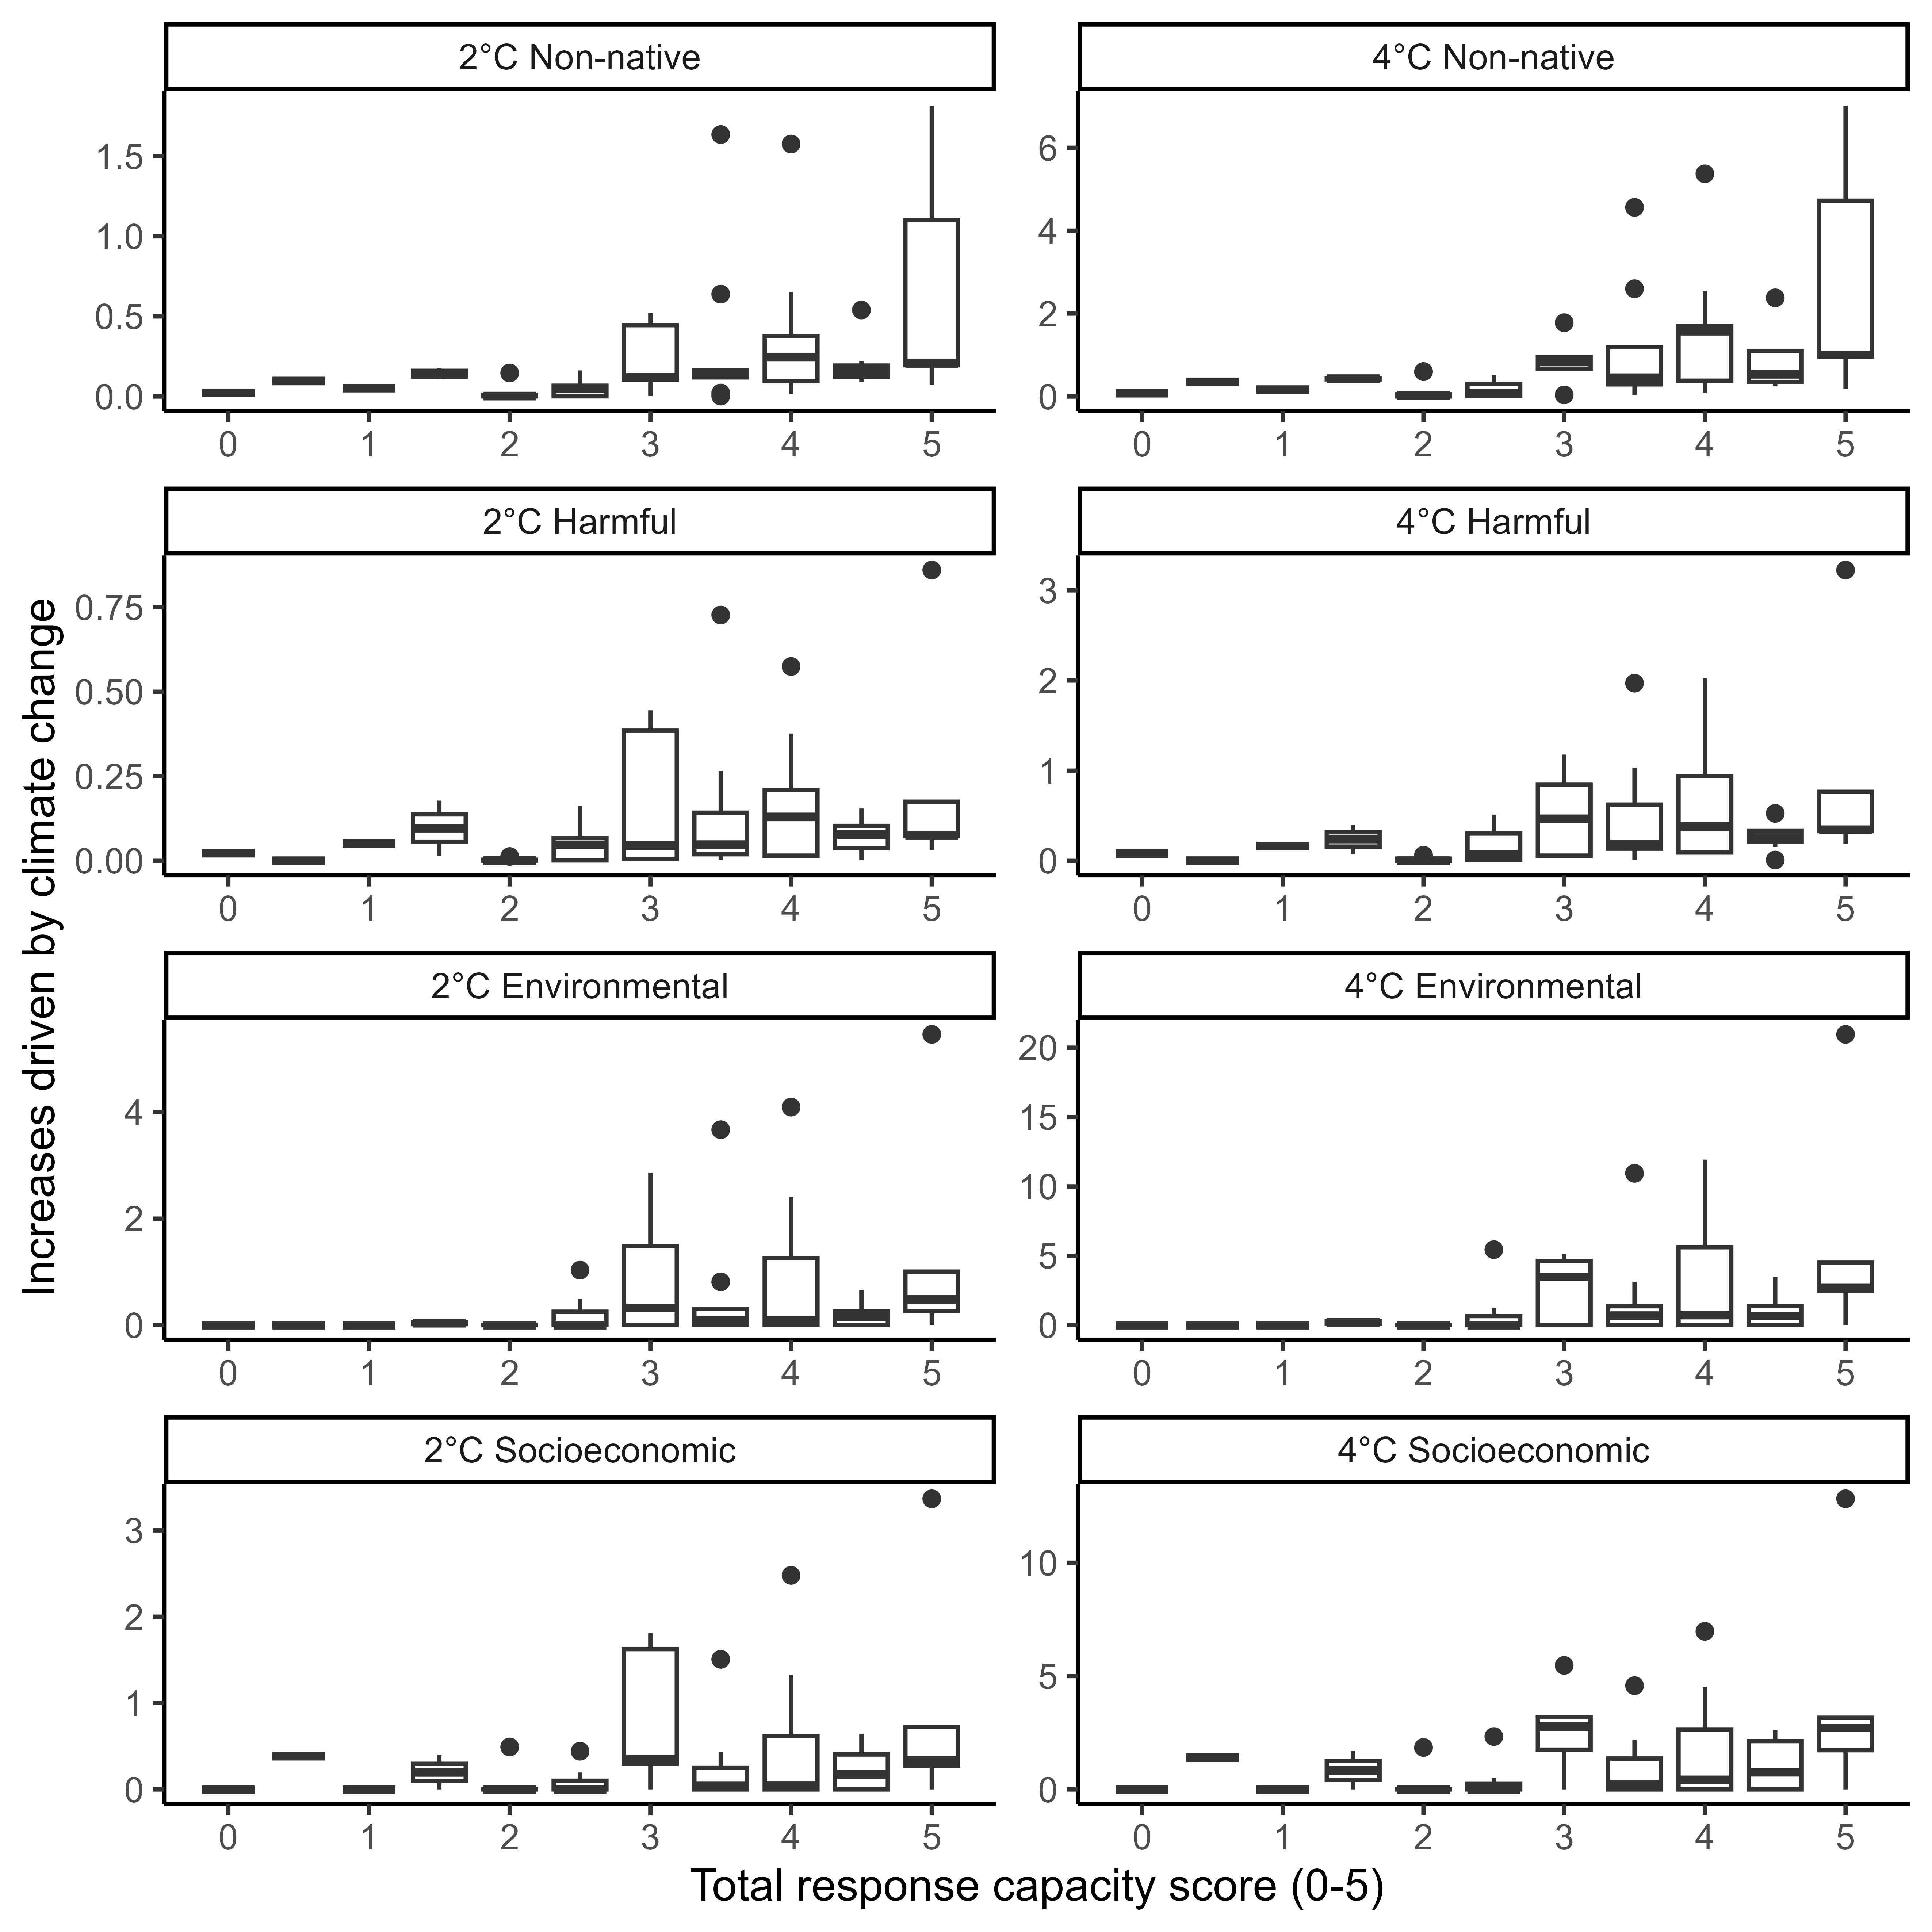 2°C Non-native
4°C Non-native
1.5
1.0
0.5
0.0
0 1 2 3 4 5
6
4
2
0
0 1 2 3 4 5
2°C Harmful
4°C Harmful
0.75
0.50
0.25
0.00
0 1 2 3 4 5
3
2
1
0
0 1 2 3 4 5
2°C Environmental
4°C Environmental
4
2
0
0 1 2 3 4 5
20
15
10
5
0
0 1 2 3 4 5
2°C Socioeconomic
4°C Socioeconomic
3
2
1
0
0 1 2 3 4 5
10
5
0
0 1 2 3 4 5
Increases driven by climate change
Total response capacity score (0-5)